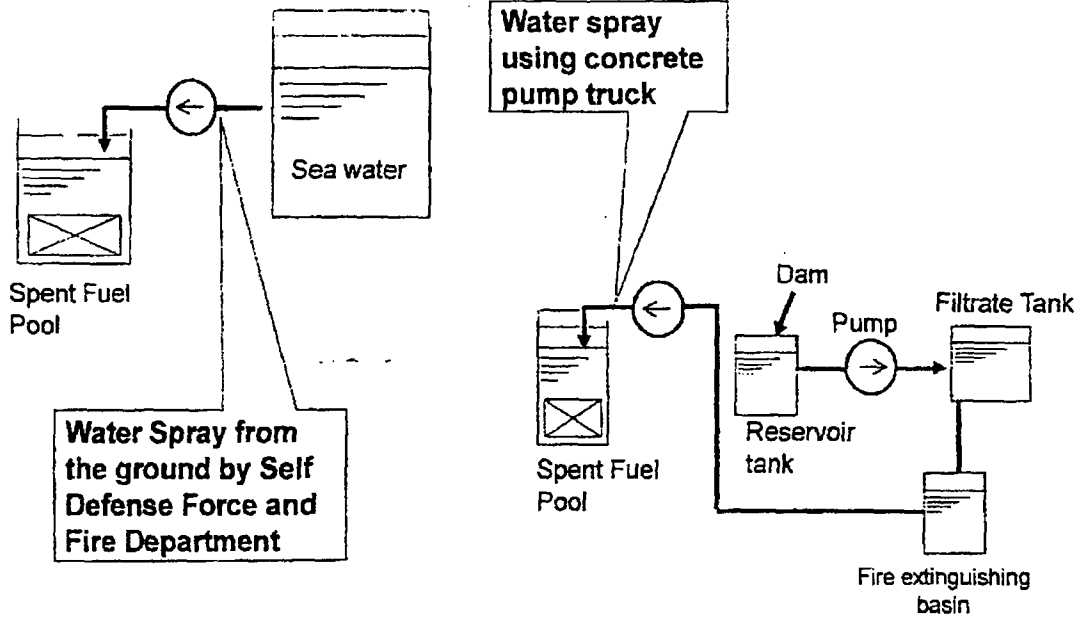 Sea water
Spent Fuel
Pool
Water Spray from
the ground by Self
Defense Force and
Fire Department
Water spray
using concrete
pump truck
Dam
Pump
Filtrate Tank
Reservoir
tank
Spent Fuel
Pool
Fire extinguishing
basin